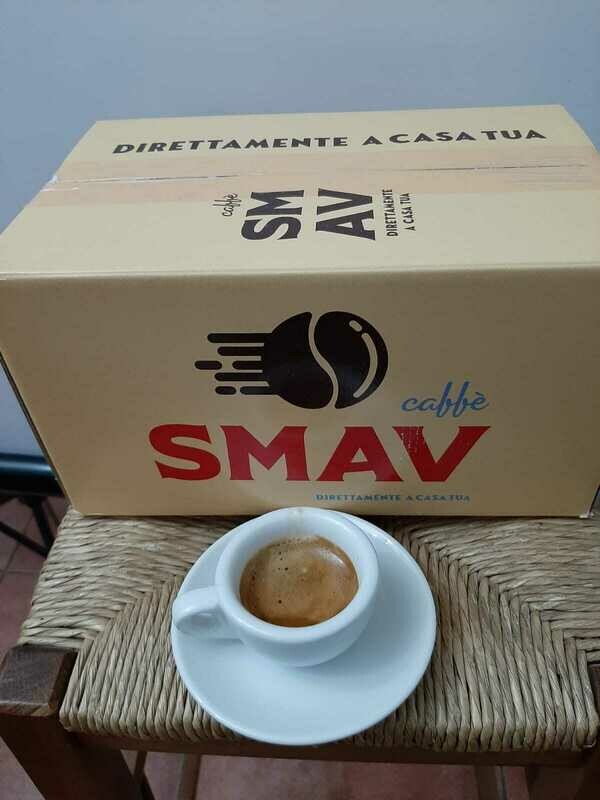 DIRETTAMENTE A CASA TUA
caffè
SM
AV
DIRETTAMENTE
A CASA TUA
caffè
SMAV
DIRETTAMENTE A CASA TUA